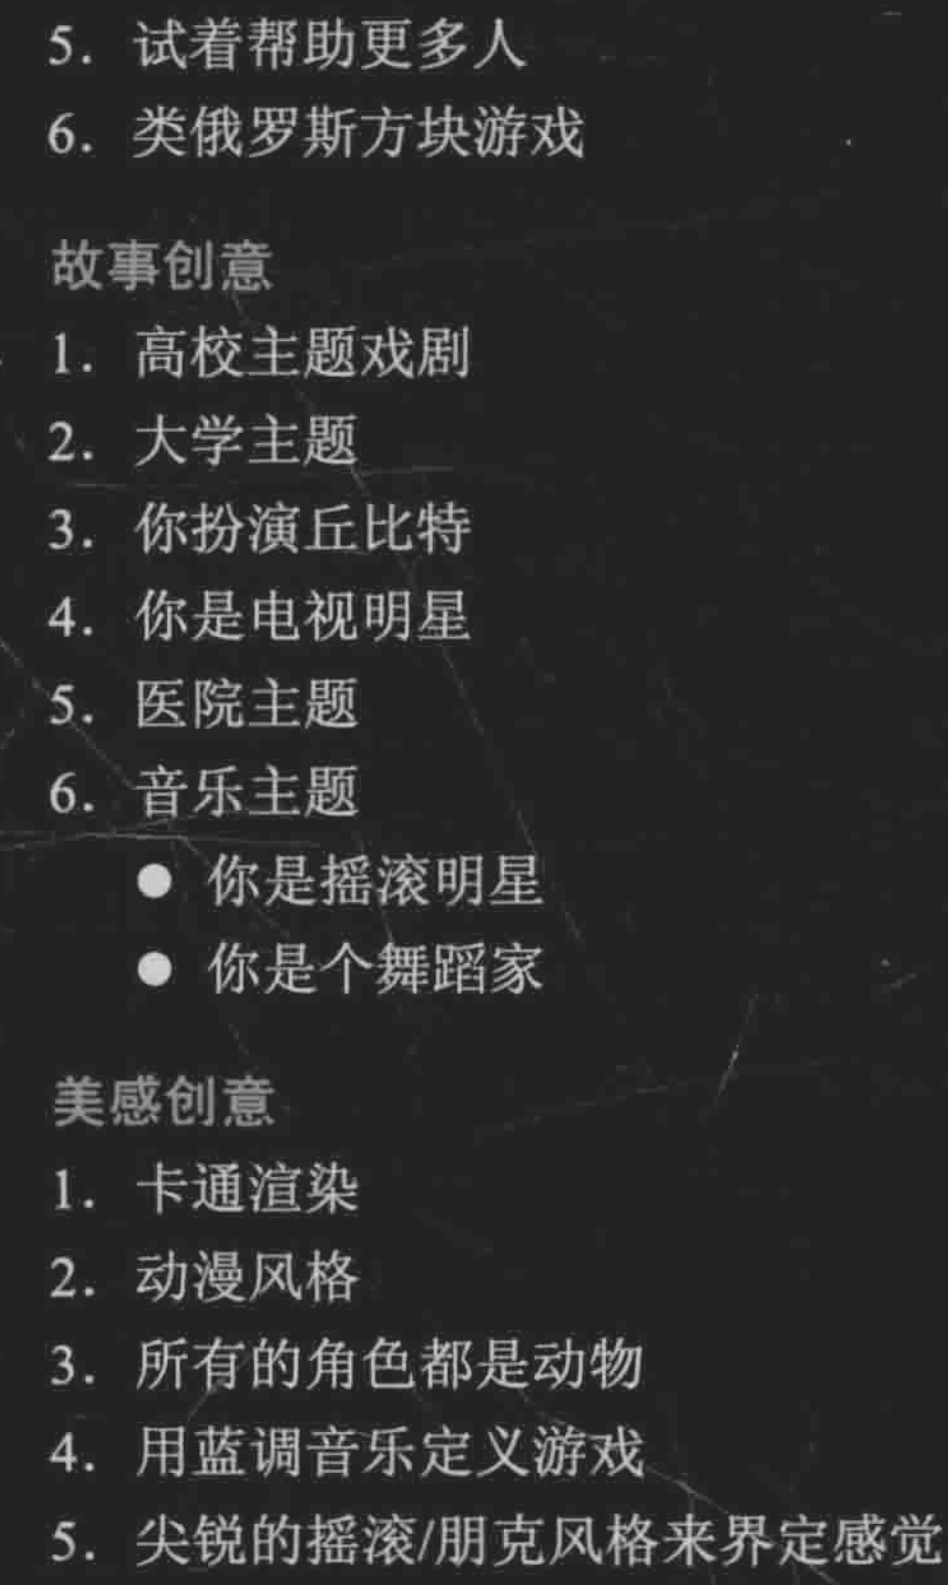 5. 试着帮助更多人
6. 类俄罗斯方块游戏
故事创意
1. 高校主题戏剧
2. 大学主题
3. 你扮演丘比特
4. 你是电视明星
5. 医院主题
6. 音乐主题
● 你是摇滚明星
● 你是个舞蹈家
美感创意
1. 卡通渲染
2. 动漫风格
3. 所有的角色都是动物
4. 用蓝调音乐定义游戏
5. 尖锐的摇滚/朋克风格来界定感觉